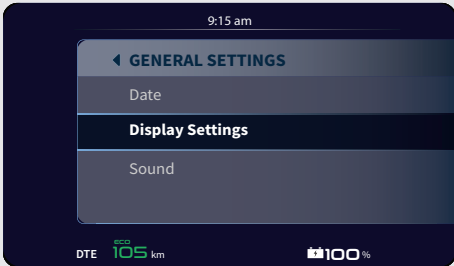 9:15 am
GENERAL SETTINGS
Date
Display Settings
Sound
ECO
DTE 105 km 100 %